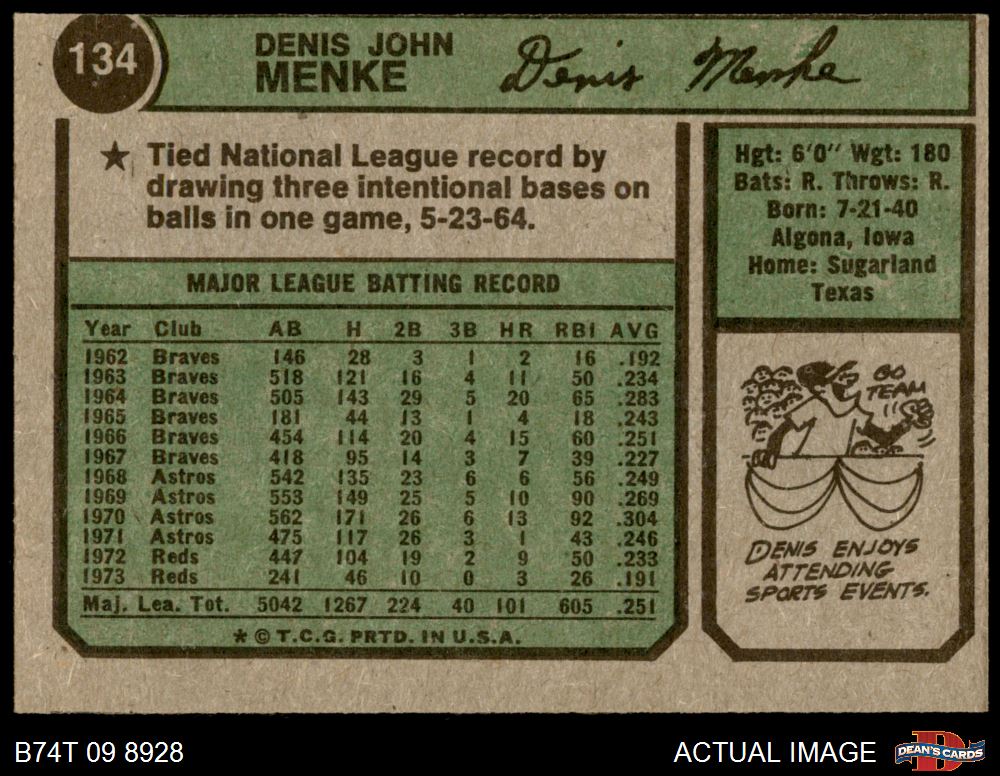 134
DENIS JOHN
MENKE
Denis Menke
★ Tied National League record by
drawing three intentional bases on
balls in one game, 5-23-64.
MAJOR LEAGUE BATTING RECORD
Year Club AB H 2B 3B HR RBI AVG
1962 Braves 146 28 3 1 2 16 .192
1963 Braves 518 121 16 4 11 50 .234
1964 Braves 505 143 29 5 20 65 .283
1965 Braves 181 44 13 1 4 18 .243
1966 Braves 454 114 20 4 15 60 .251
1967 Braves 418 95 14 3 7 39 .227
1968 Astros 542 135 23 6 6 56 .249
1969 Astros 553 149 25 5 10 90 .269
1970 Astros 562 171 26 6 13 92 .304
1971 Astros 475 117 26 3 1 43 .246
1972 Reds 447 104 19 2 9 50 .233
1973 Reds 241 46 10 0 3 26 .191
Maj. Lea. Tot. 5042 1267 224 40 101 605 .251
* © T.C.G. PRTD. IN U.S.A.
Hgt: 6'0" Wgt: 180
Bats: R. Throws: R.
Born: 7-21-40
Algona, Iowa
Home: Sugarland
Texas
GO
TEAM
DENIS ENJOYS
ATTENDING
SPORTS EVENTS.
B74T 09 8928
ACTUAL IMAGE
DEAN'S CARDS